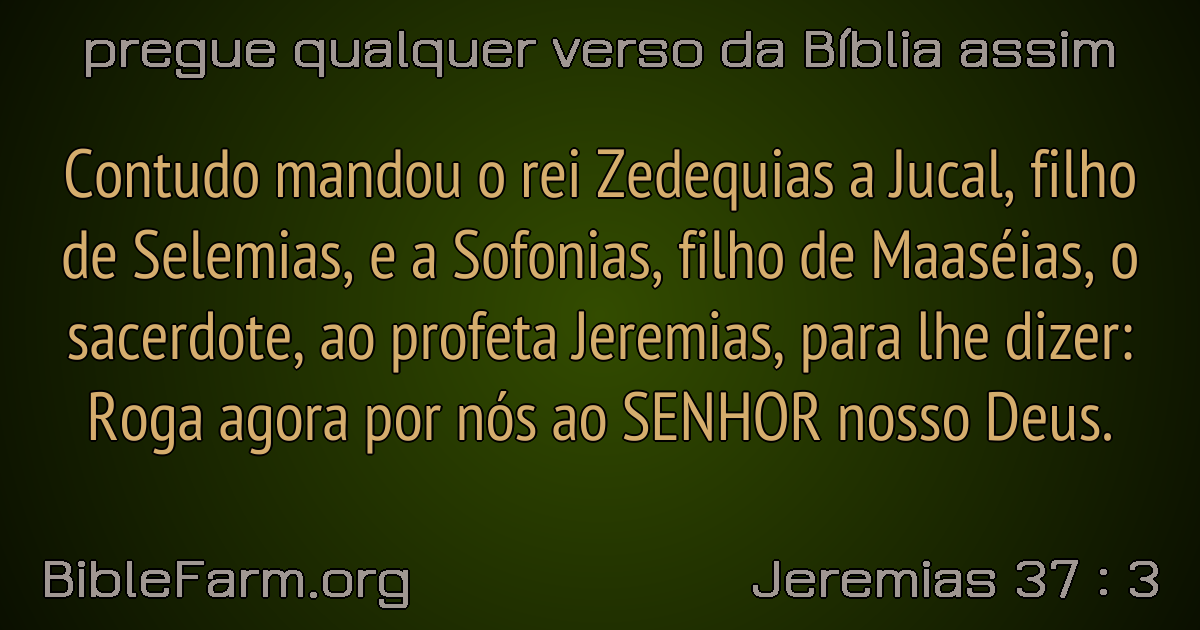 pregue qualquer verso da Bíblia assim
Contudo mandou o rei Zedequias a Jucal, filho
de Selemias, e a Sofonias, filho de Maaséias, o
sacerdote, ao profeta Jeremias, para lhe dizer:
Roga agora por nós ao SENHOR nosso Deus.
BibleFarm.org
Jeremias 37 : 3